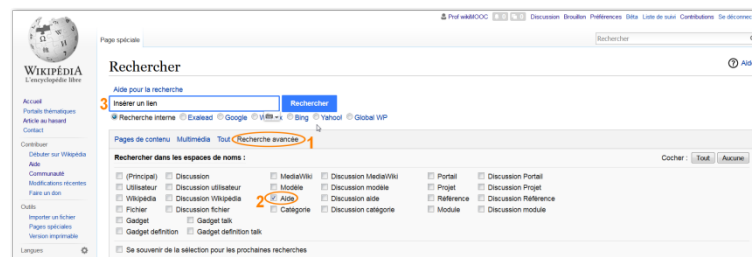 Prof wikiMOOC Discussion Brouillon Préférences Bêta Liste de suivi Contributions Se déconnec
Page spéciale
Rechercher
WIKIPÉDIA
L'encyclopédie libre
Rechercher
Aide
Aide pour la recherche
3 Insérer un lien Rechercher
Recherche interne Exalead Google Bing Yahoo! Global WP
Pages de contenu Multimédia Tout Recherche avancée 1
Rechercher dans les espaces de noms :
Cocher : Tout Aucune
(Principal) Discussion MediaWiki Discussion MediaWiki Portail Discussion Portail
Utilisateur Discussion utilisateur Modèle Discussion modèle Projet Discussion Projet
Wikipédia Discussion Wikipédia 2 Aide Discussion aide Référence Discussion Référence
Fichier Discussion fichier Catégorie Discussion catégorie Module Discussion module
Gadget Gadget talk
Gadget definition Gadget definition talk
Se souvenir de la sélection pour les prochaines recherches
Accueil
Portails thématiques
Article au hasard
Contact
Contribuer
Débuter sur Wikipédia
Aide
Communauté
Modifications récentes
Faire un don
Outils
Importer un fichier
Pages spéciales
Version imprimable
Langues